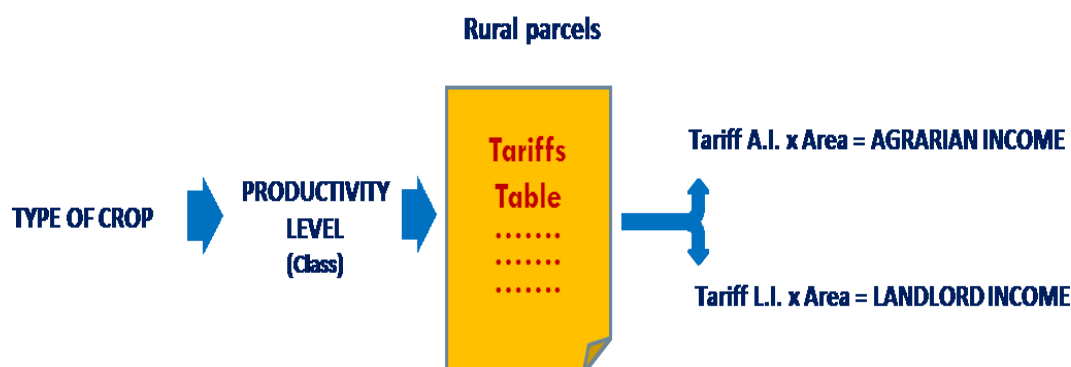 Rural parcels
TYPE OF CROP
PRODUCTIVITY
LEVEL
(Class)
Tariffs
Table
.......
.......
.......
Tariff A.I. x Area = AGRARIAN INCOME
Tariff L.I. x Area = LANDLORD INCOME